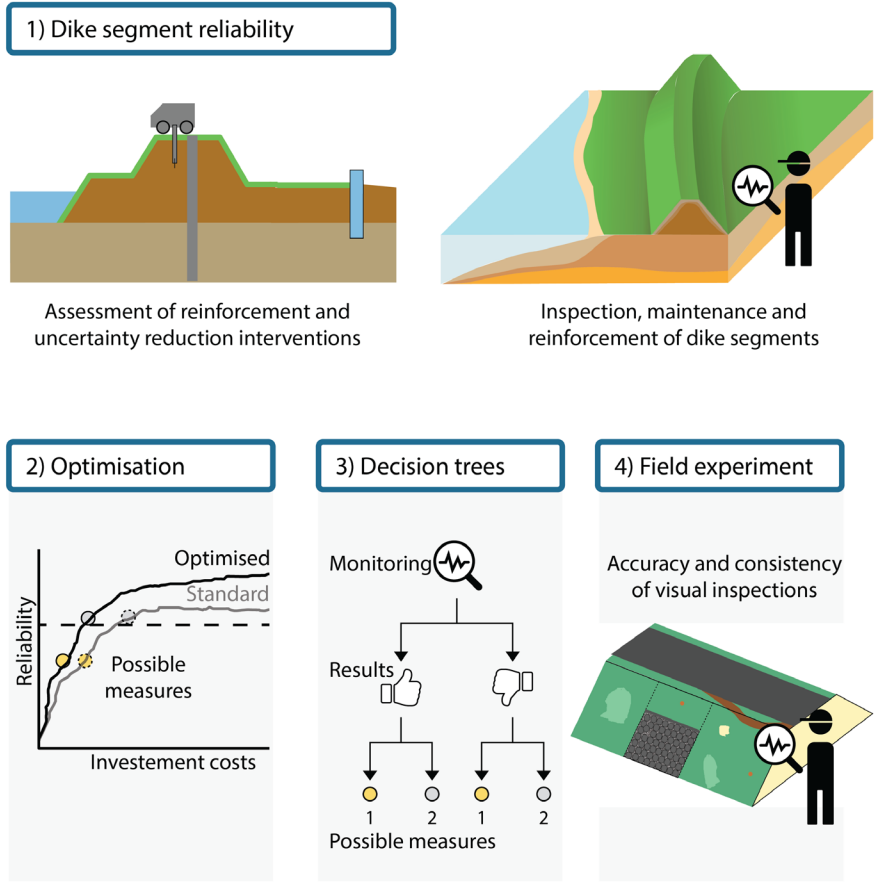 1) Dike segment reliability
Assessment of reinforcement and
uncertainty reduction interventions
Inspection, maintenance and
reinforcement of dike segments
2) Optimisation
Optimised
Standard
Reliability
Possible
measures
Investement costs
3) Decision trees
Monitoring
Results
1 2 1 2
Possible measures
4) Field experiment
Accuracy and consistency
of visual inspections